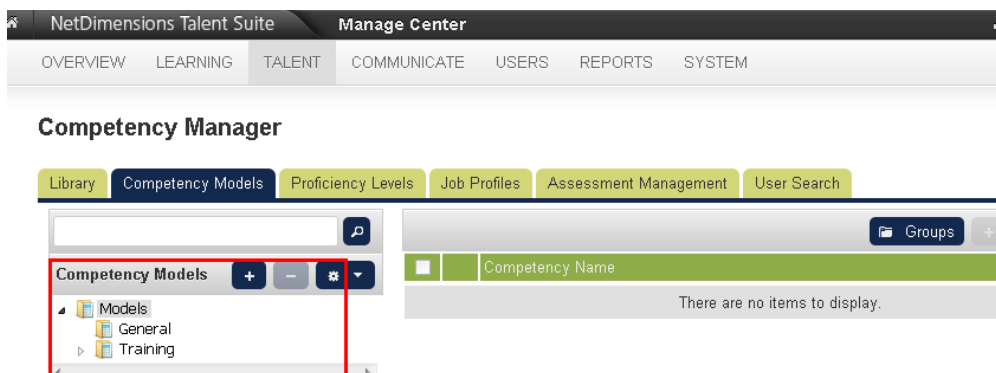 NetDimensions Talent Suite Manage Center
OVERVIEW LEARNING TALENT COMMUNICATE USERS REPORTS SYSTEM
Competency Manager
Library Competency Models Proficiency Levels Job Profiles Assessment Management User Search
Groups
Competency Models
Competency Name
There are no items to display.
Models
General
Training